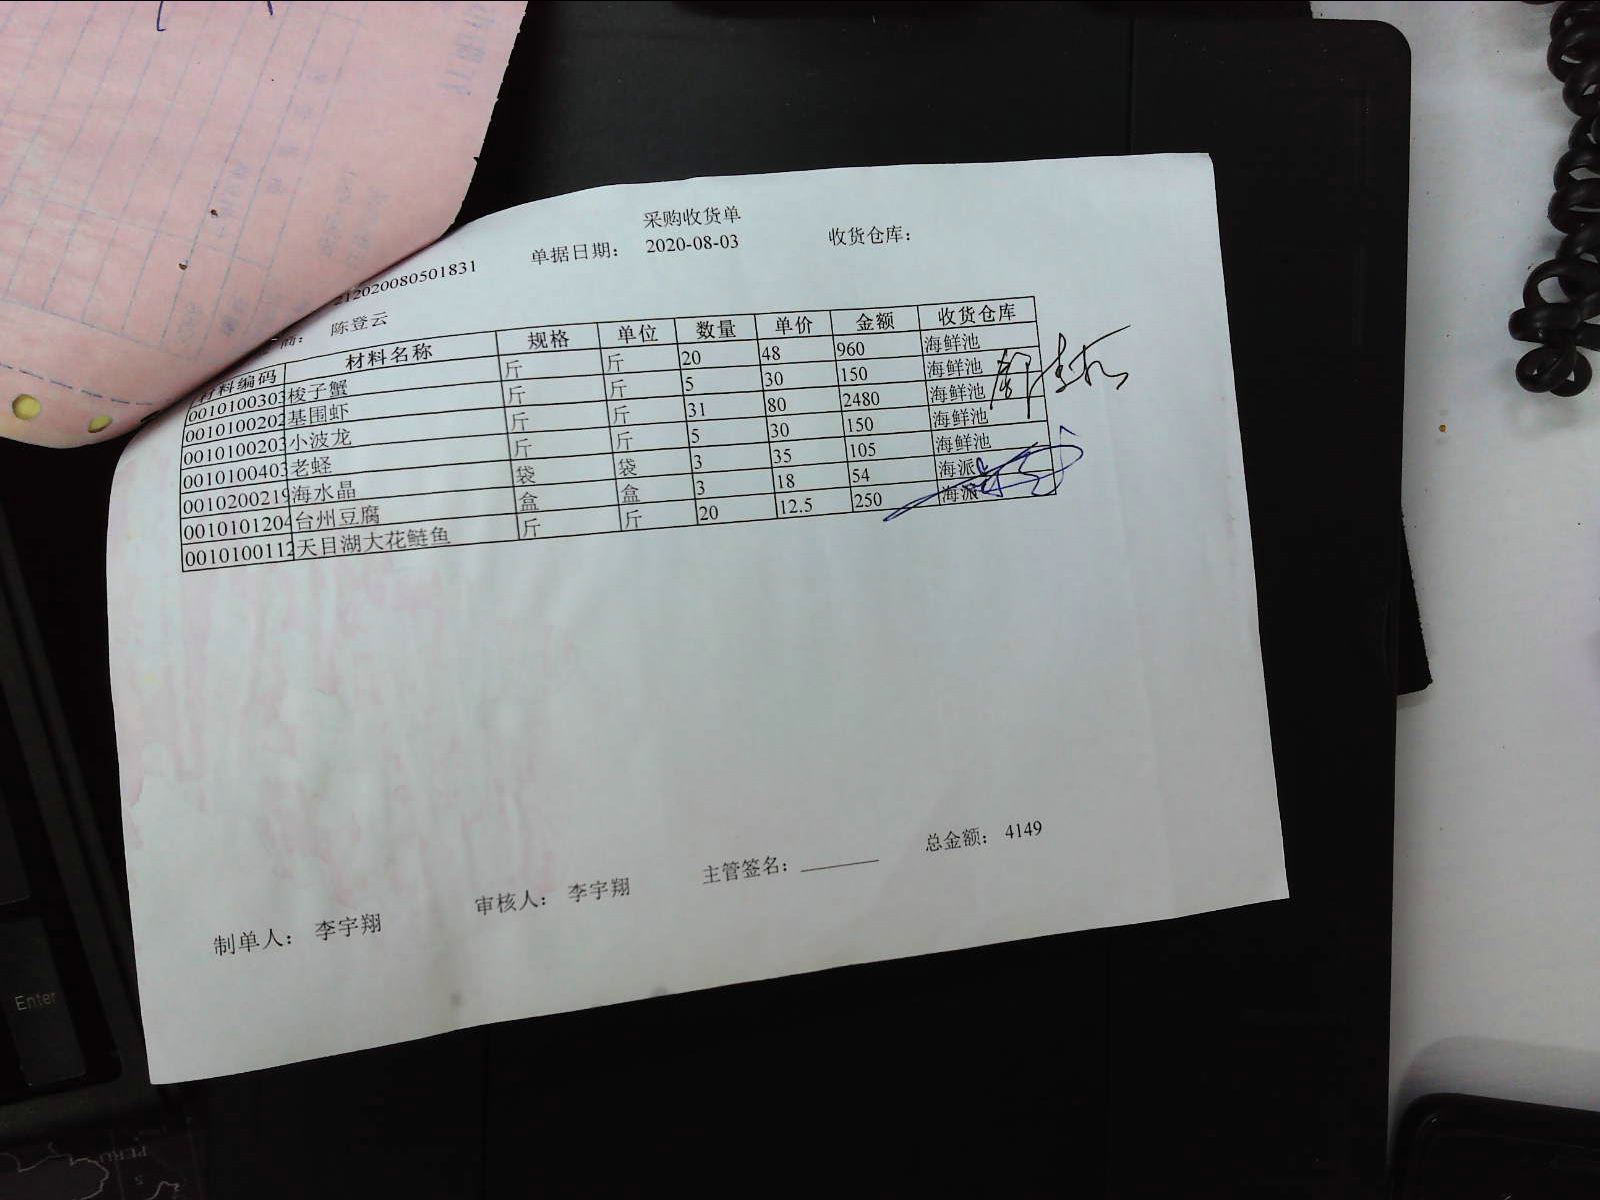 采购收货单
212020080501831 单据日期： 2020-08-03 收货仓库：
商： 陈登云
材料编码 材料名称 规格 单位 数量 单价 金额 收货仓库
0010100303 梭子蟹 斤 斤 20 48 960 海鲜池
0010100202 基围虾 斤 斤 5 30 150 海鲜池
0010100203 小波龙 斤 斤 31 80 2480 海鲜池
0010100403 老蛏 斤 斤 5 30 150 海鲜池
0010200219 海水晶 袋 袋 3 35 105 海鲜池
0010101204 台州豆腐 盒 盒 3 18 54 海派
0010100112 天目湖大花鲢鱼 斤 斤 20 12.5 250 海派
总金额： 4149
制单人： 李宇翔 审核人： 李宇翔 主管签名：
Enter
PERU